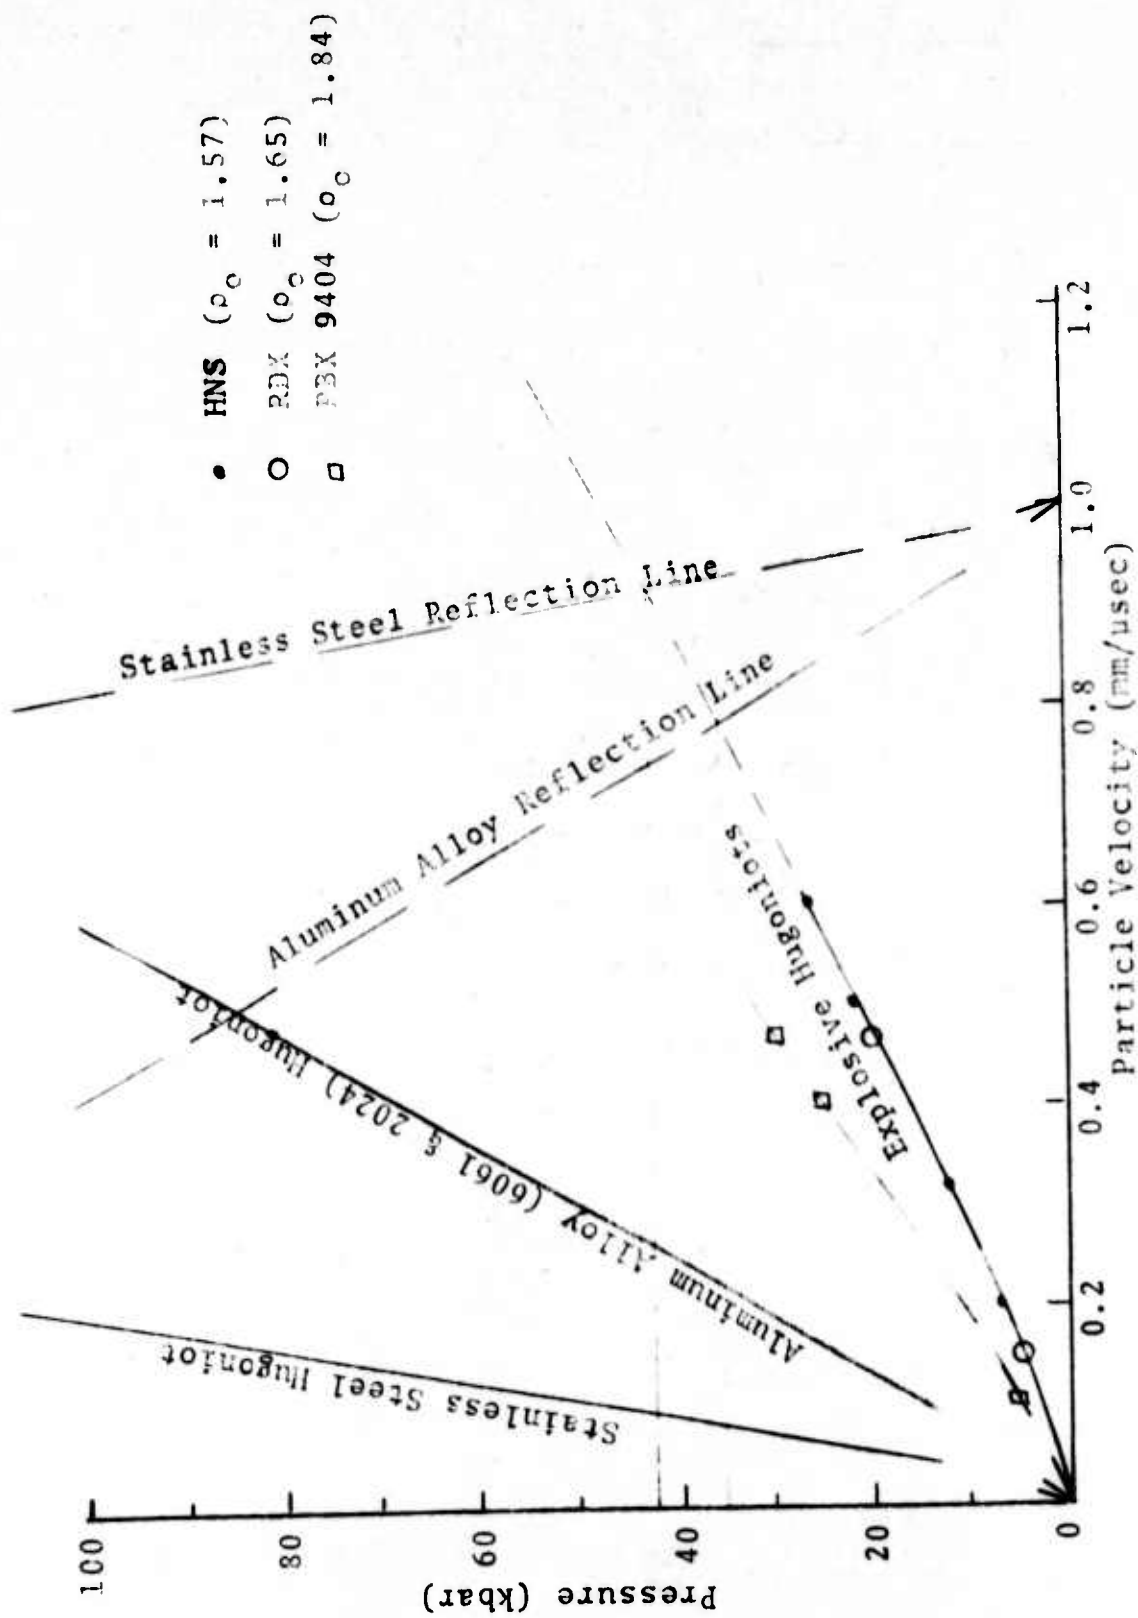 ● HNS (ρo = 1.57)
○ RDX (ρo = 1.65)
□ PBX 9404 (ρo = 1.84)
Stainless Steel Reflection Line
Aluminum Alloy Reflection Line
Aluminum Alloy (6061 & 2024) Hugoniot
Stainless Steel Hugoniot
Explosive Hugoniots
Pressure (kbar)
100
80
60
40
20
0
0.2
0.4
0.6
0.8
1.0
1.2
Particle Velocity (mm/usec)